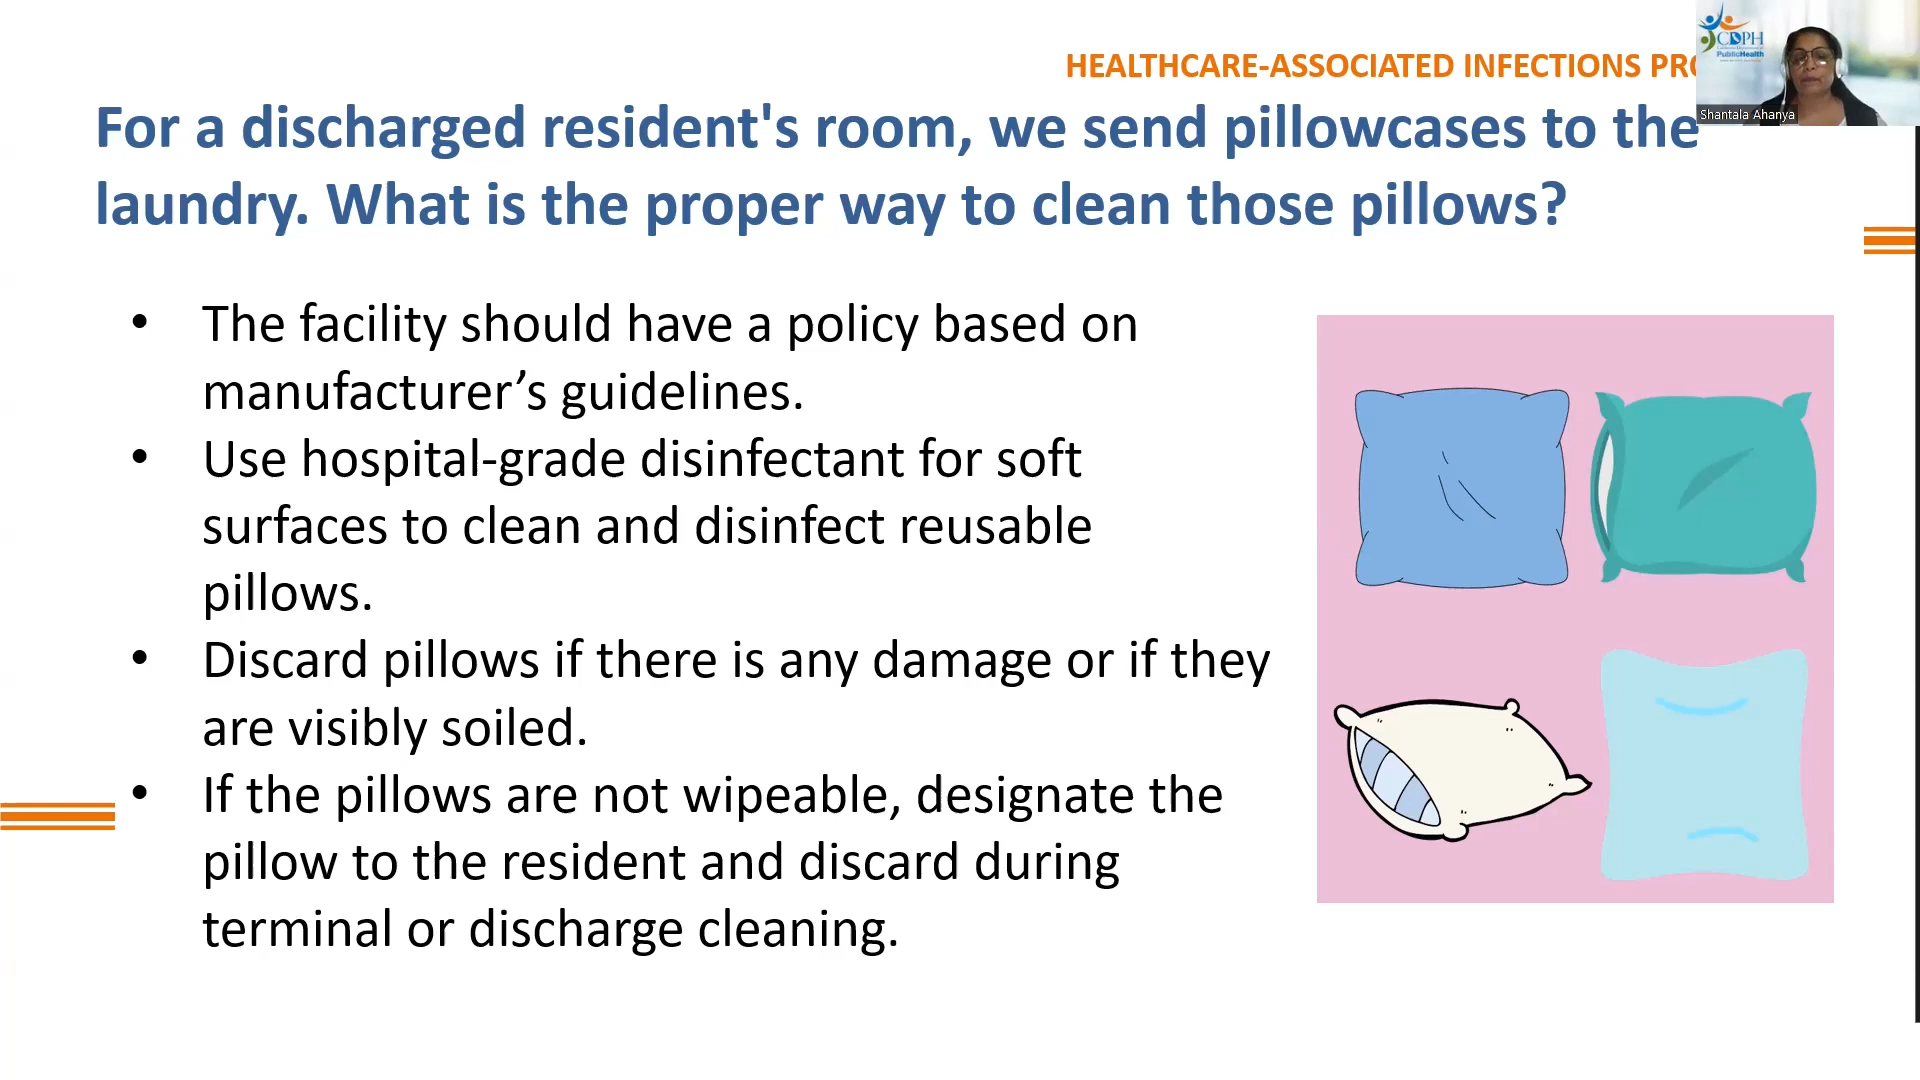 HEALTHCARE-ASSOCIATED INFECTIONS
CDPH
PublicHealth
Shantala Ahanya
For a discharged resident's room, we send pillowcases to the
laundry. What is the proper way to clean those pillows?
• The facility should have a policy based on
manufacturer’s guidelines.
• Use hospital-grade disinfectant for soft
surfaces to clean and disinfect reusable
pillows.
• Discard pillows if there is any damage or if they
are visibly soiled.
• If the pillows are not wipeable, designate the
pillow to the resident and discard during
terminal or discharge cleaning.